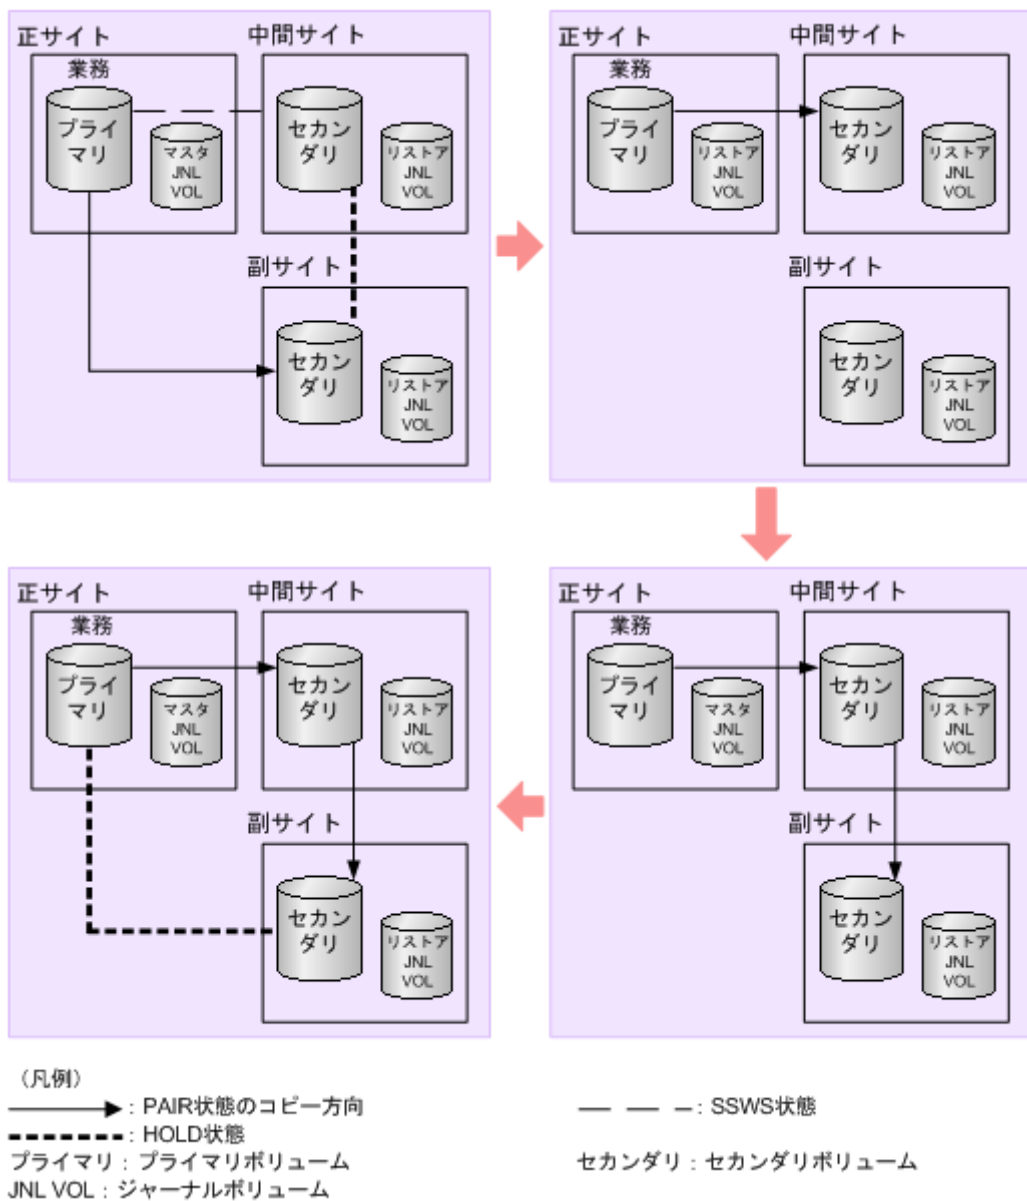 正サイト
中間サイト
業務
プライ
マリ
マスタ
JNL
VOL
セカン
ダリ
リストア
JNL
VOL
副サイト
セカン
ダリ
リストア
JNL
VOL
正サイト
中間サイト
業務
プライ
マリ
リストア
JNL
VOL
セカン
ダリ
リストア
JNL
VOL
副サイト
セカン
ダリ
リストア
JNL
VOL
正サイト
中間サイト
業務
プライ
マリ
マスタ
JNL
VOL
セカン
ダリ
リストア
JNL
VOL
副サイト
セカン
ダリ
リストア
JNL
VOL
正サイト
中間サイト
業務
プライ
マリ
マスタ
JNL
VOL
セカン
ダリ
リストア
JNL
VOL
副サイト
セカン
ダリ
リストア
JNL
VOL
（凡例）
：PAIR状態のコピー方向
：SSWS状態
：HOLD状態
プライマリ：プライマリボリューム
セカンダリ：セカンダリボリューム
JNL VOL：ジャーナルボリューム